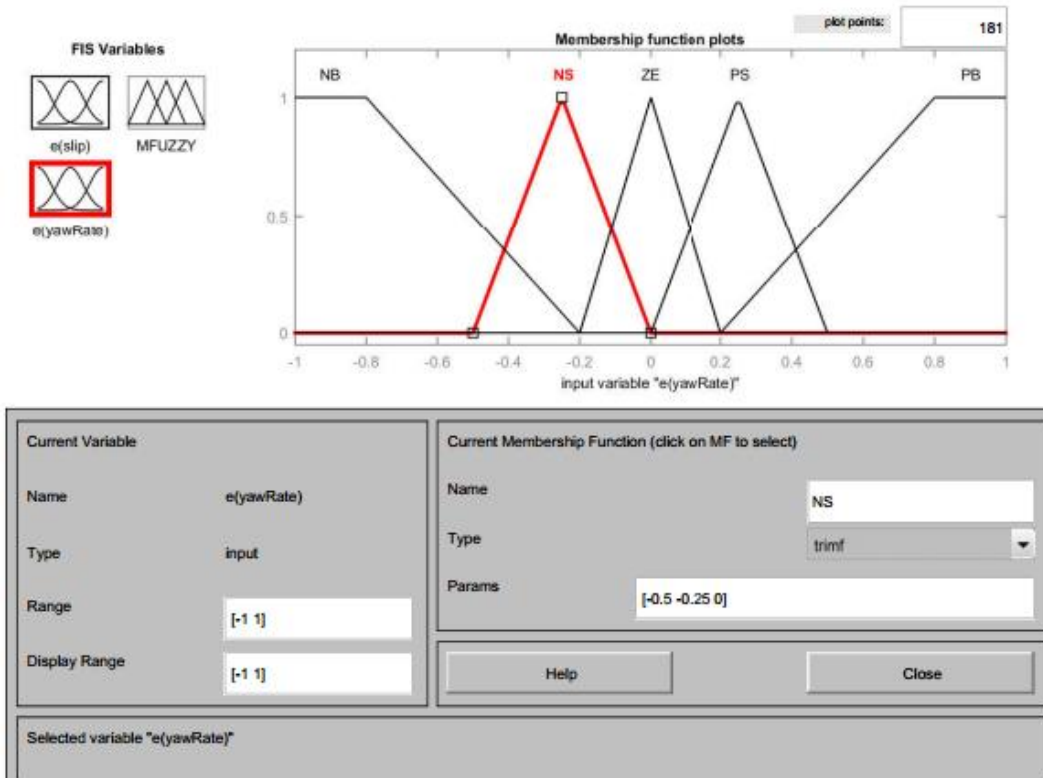 plot points:
181
FIS Variables
Membership function plots
e(slip)
MFUZZY
e(yawRate)
NB
NS
ZE
PS
PB
1
0.5
0
-1
-0.8
-0.6
-0.4
-0.2
0
0.2
0.4
0.6
0.8
1
input variable "e(yawRate)"
Current Variable
Name
e(yawRate)
Type
input
Range
[-1 1]
Display Range
[-1 1]
Current Membership Function (click on MF to select)
Name
NS
Type
trimf
Params
[-0.5 -0.25 0]
Help
Close
Selected variable "e(yawRate)"